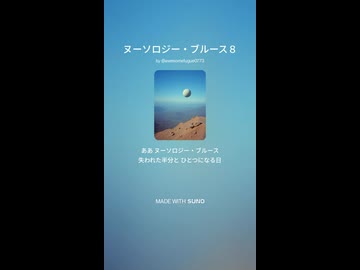 ヌーソロジー・ブルース８
by @awesomefugue0773
ああ ヌーソロジー・ブルース
失われた半分と ひとつになる日
MADE WITH SUNO